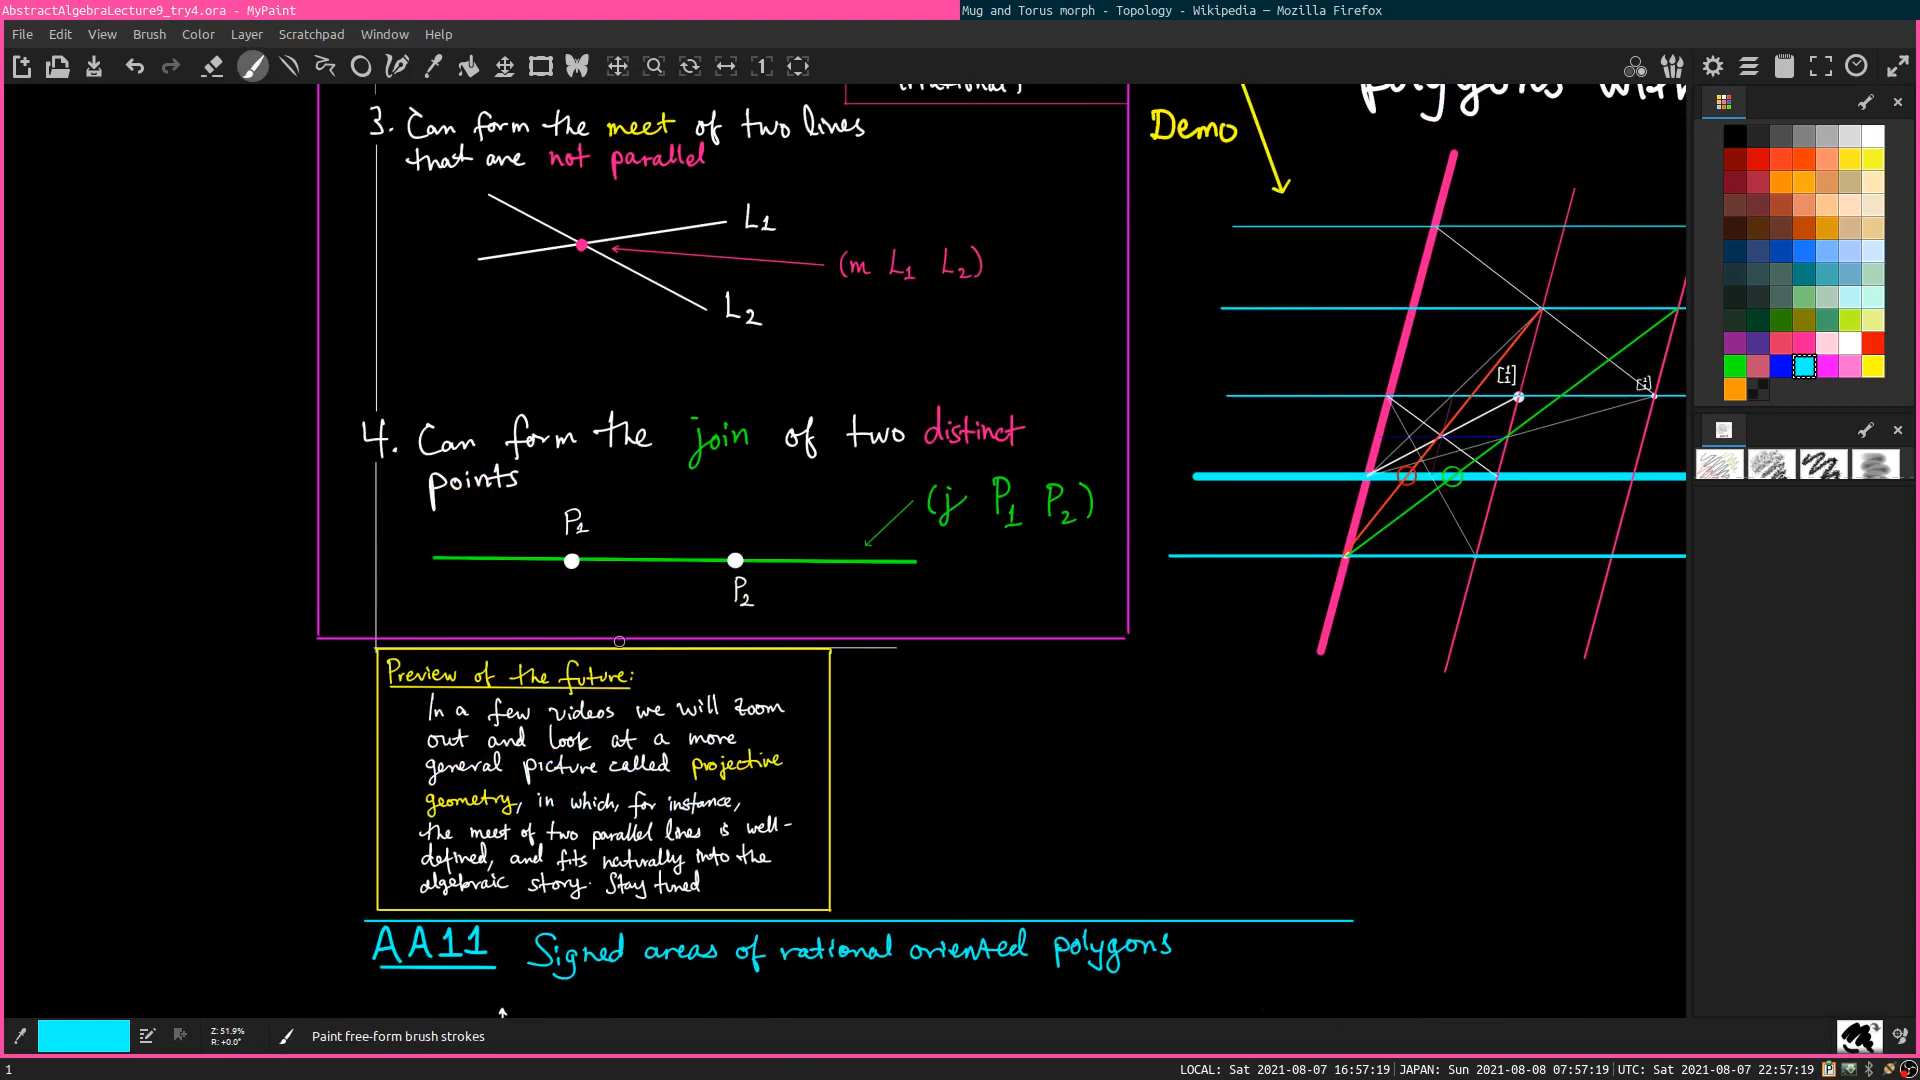 AbstractAlgebraLecture9_try4.ora - MyPaint
Mug and Torus morph - Topology - Wikipedia — Mozilla Firefox
File Edit View Brush Color Layer Scratchpad Window Help
polygons
Demo
3. Can form the meet of two lines
that are not parallel
L1
(m L1 L2)
L2
4. Can form the join of two distinct
points
(j P1 P2)
P1
P2
Preview of the future:
In a few videos we will zoom
out and look at a more
general picture called projective
geometry, in which, for instance,
the meet of two parallel lines is well-
defined, and fits naturally into the
algebraic story. Stay tuned
AA11 Signed areas of rational oriented polygons
Z: 51.9%
R: +0.0°
Paint free-form brush strokes
1
LOCAL: Sat 2021-08-07 16:57:19 | JAPAN: Sun 2021-08-08 07:57:19 | UTC: Sat 2021-08-07 22:57:19